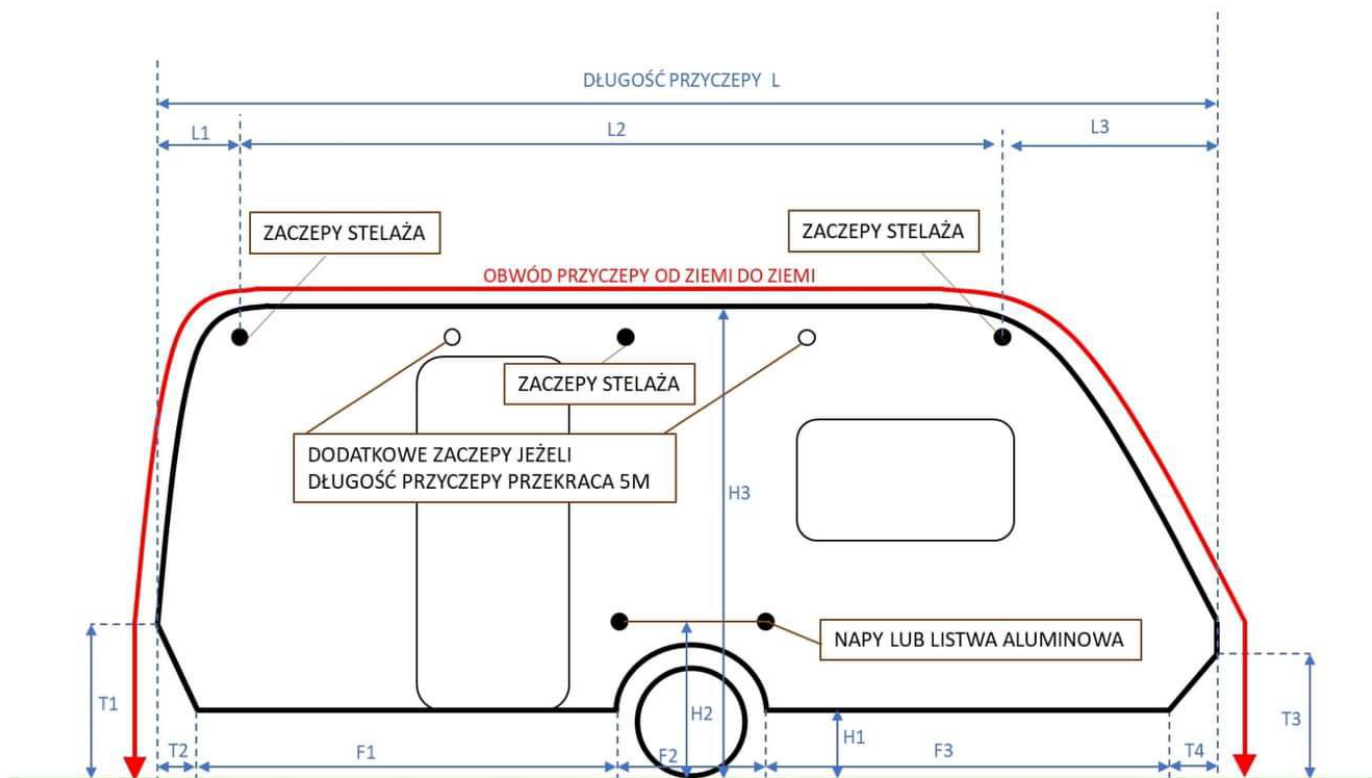 DŁUGOŚĆ PRZYCZEPY L
L1
L2
L3
ZACZEPY STELAŻA
ZACZEPY STELAŻA
OBWÓD PRZYCZEPY OD ZIEMI DO ZIEMI
ZACZEPY STELAŻA
DODATKOWE ZACZEPY JEŻELI
DŁUGOŚĆ PRZYCZEPY PRZEKRACA 5M
H3
NAPY LUB LISTWA ALUMINOWA
T1
H2
H1
T3
T2
F1
F2
F3
T4